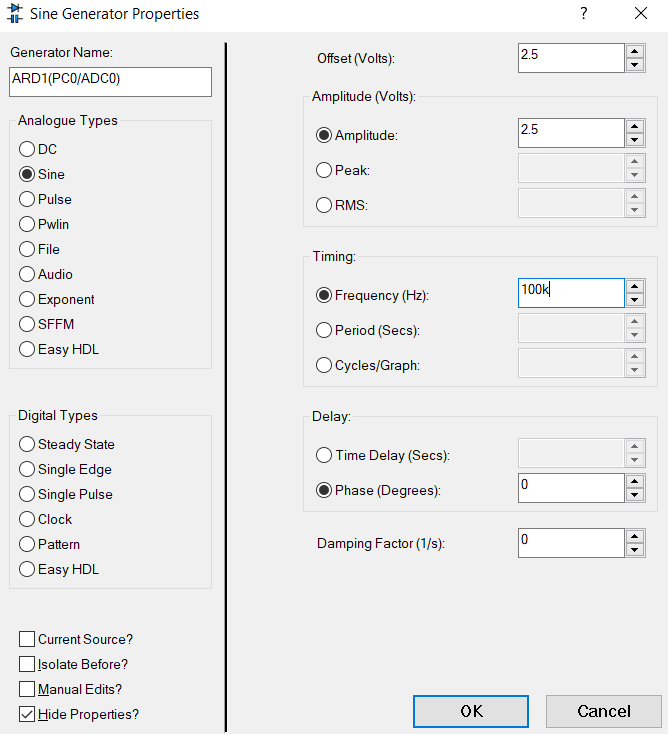 Sine Generator Properties
?
Generator Name:
ARD1(PC0/ADC0)
Analogue Types
DC
Sine
Pulse
Pwlin
File
Audio
Exponent
SFFM
Easy HDL
Digital Types
Steady State
Single Edge
Single Pulse
Clock
Pattern
Easy HDL
Current Source?
Isolate Before?
Manual Edits?
Hide Properties?
Offset (Volts): 2.5
Amplitude (Volts):
Amplitude: 2.5
Peak:
RMS:
Timing:
Frequency (Hz): 100k
Period (Secs):
Cycles/Graph:
Delay:
Time Delay (Secs):
Phase (Degrees): 0
Damping Factor (1/s): 0
OK Cancel